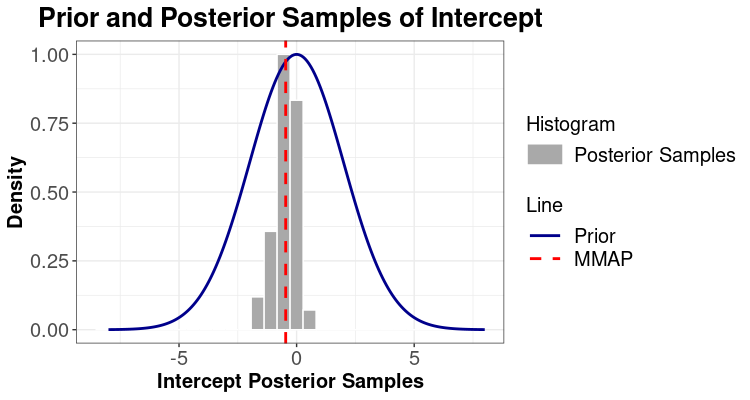 Prior and Posterior Samples of Intercept
1.00
0.75
0.50
0.25
0.00
Density
-5 0 5
Intercept Posterior Samples
Histogram
Posterior Samples
Line
Prior
MMAP